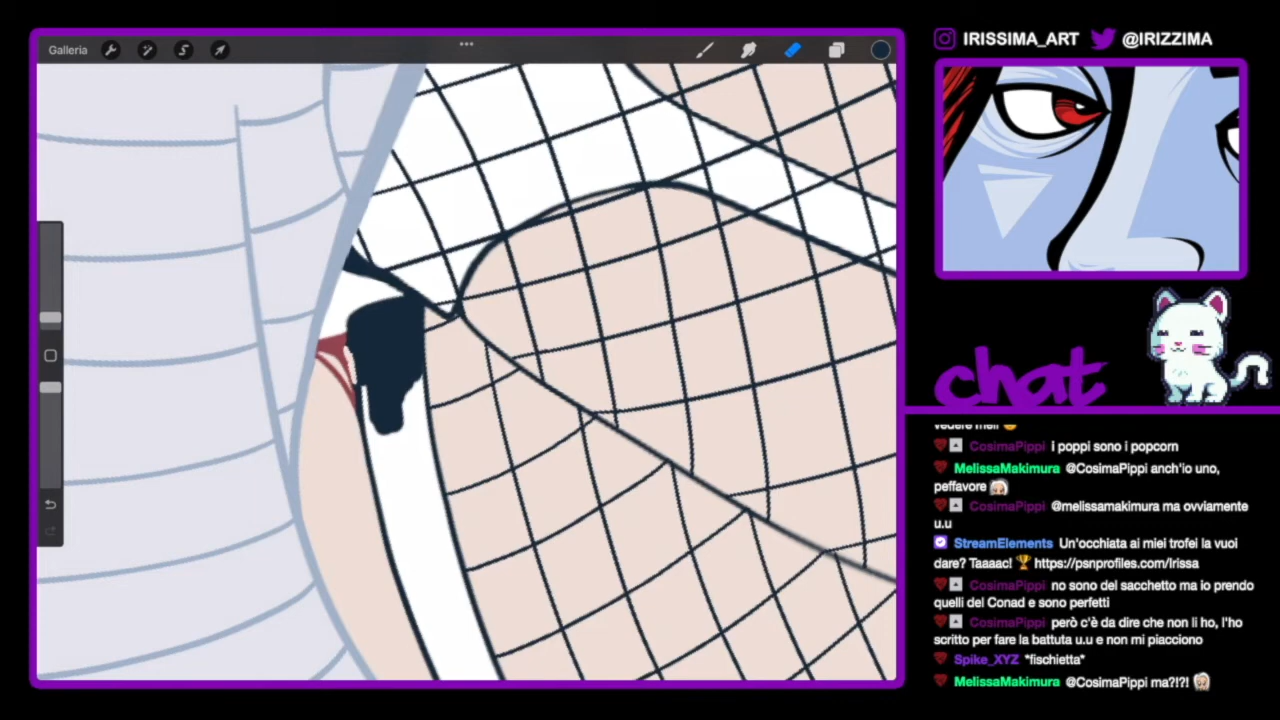 Galleria
IRISSIMA_ART @IRIZZIMA
chat
CosimaPippi i poppi sono i popcorn
MelissaMakimura @CosimaPippi anch'io uno,
peffavore
CosimaPippi @melissamakimura ma ovviamente
u.u
StreamElements Un'occhiata ai miei trofei la vuoi
dare? Taaaac! 🏆 https://psnprofiles.com/Irissa
CosimaPippi no sono del sacchetto ma io prendo
quelli del Conad e sono perfetti
CosimaPippi però c'è da dire che non li ho, l'ho
scritto per fare la battuta u.u e non mi piacciono
Spike_XYZ *fischietta*
MelissaMakimura @CosimaPippi ma?!?!